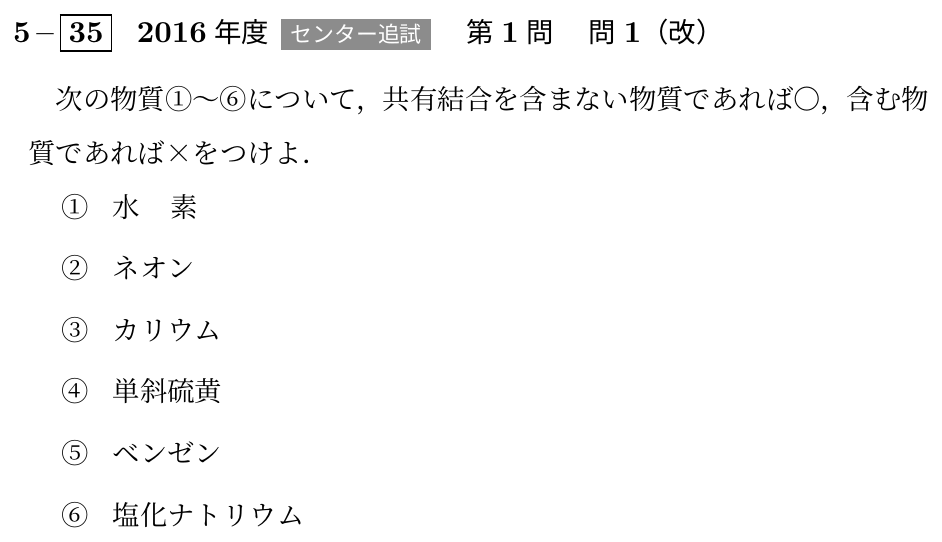 5−35 2016 年度 センター追試 第 1 問 問 1（改）
次の物質①～⑥について，共有結合を含まない物質であれば○，含む物
質であれば×をつけよ．
① 水 素
② ネオン
③ カリウム
④ 単斜硫黄
⑤ ベンゼン
⑥ 塩化ナトリウム